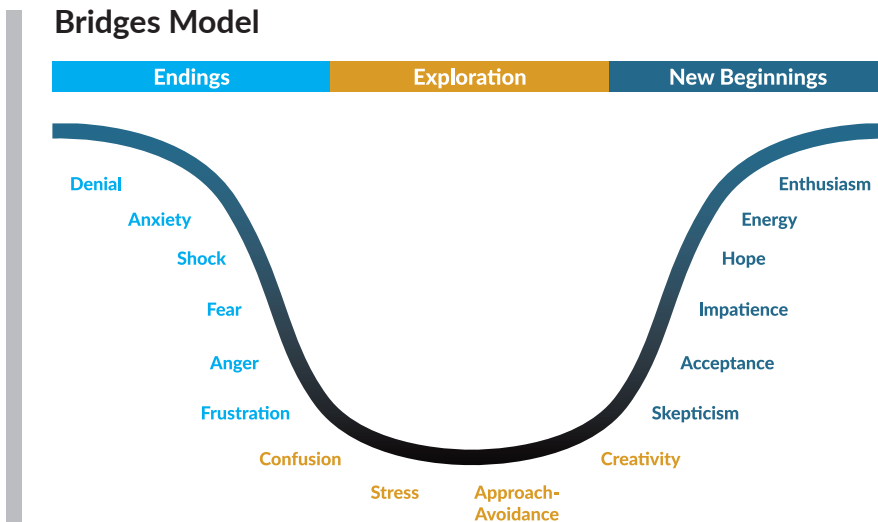 Bridges Model
Endings
Exploration
New Beginnings
Denial
Anxiety
Shock
Fear
Anger
Frustration
Confusion
Stress
Approach-
Avoidance
Creativity
Skepticism
Acceptance
Impatience
Hope
Energy
Enthusiasm